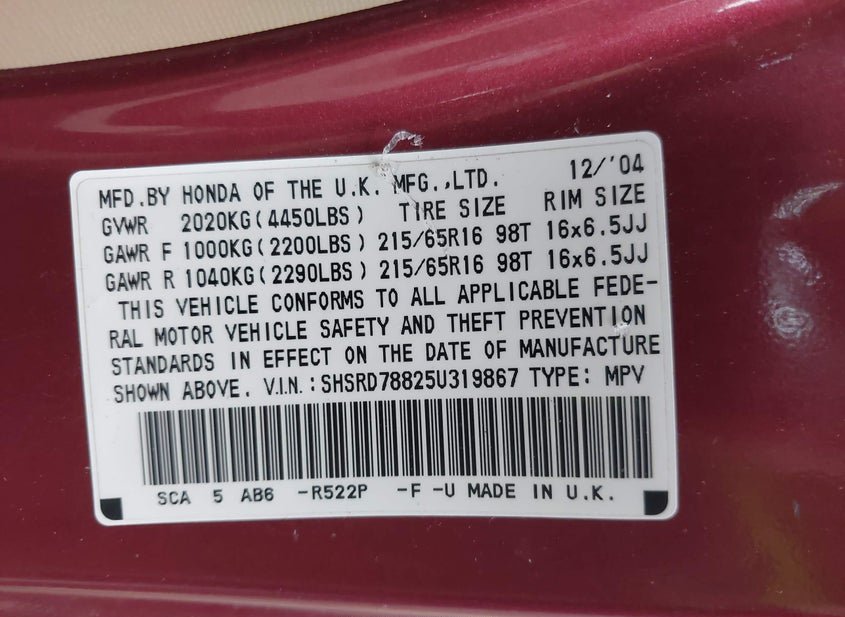 MFD.BY HONDA OF THE U.K. MFG.,LTD. 12/'04
GVWR 2020KG(4450LBS) TIRE SIZE RIM SIZE
GAWR F 1000KG(2200LBS) 215/65R16 98T 16x6.5JJ
GAWR R 1040KG(2290LBS) 215/65R16 98T 16x6.5JJ
THIS VEHICLE CONFORMS TO ALL APPLICABLE FEDE-
RAL MOTOR VEHICLE SAFETY AND THEFT PREVENTION
STANDARDS IN EFFECT ON THE DATE OF MANUFACTURE
SHOWN ABOVE. V.I.N.:SHSRD78825U319867 TYPE: MPV
SCA 5 AB6 -R522P -F -U MADE IN U.K.